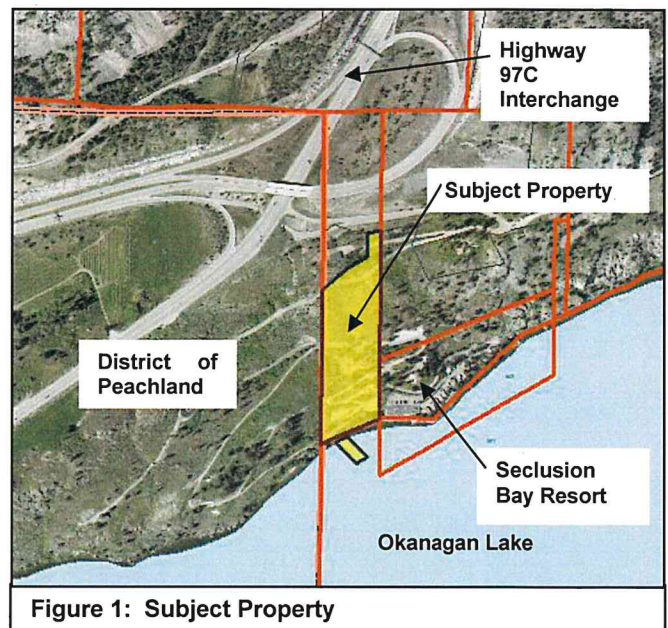 Highway
97C
Interchange
Subject Property
District of
Peachland
Seclusion
Bay Resort
Okanagan Lake
Figure 1: Subject Property